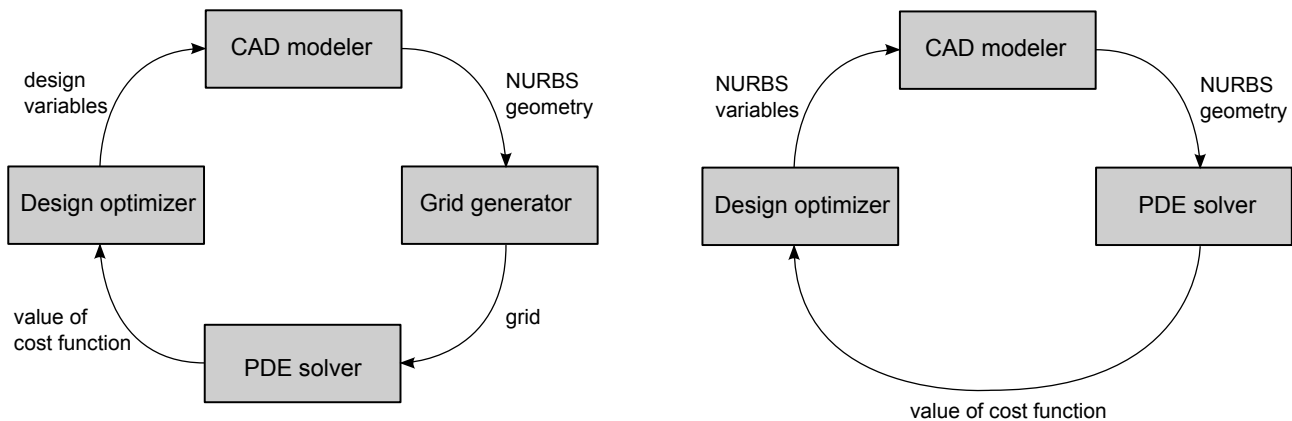 CAD modeler
design
variables
NURBS
geometry
Design optimizer
Grid generator
value of
cost function
grid
PDE solver
CAD modeler
NURBS
variables
NURBS
geometry
Design optimizer
PDE solver
value of cost function